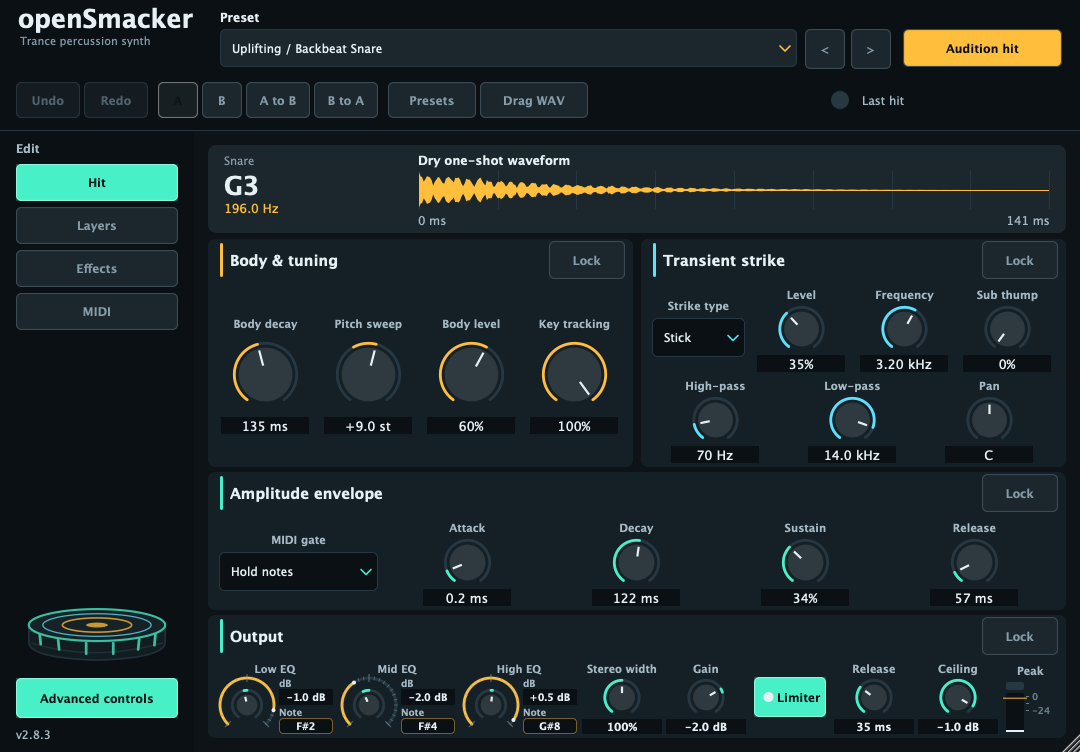 openSmacker
Trance percussion synth
Preset
Uplifting / Backbeat Snare
<
>
Audition hit
Undo
Redo
A
B
A to B
B to A
Presets
Drag WAV
Last hit
Edit
Hit
Layers
Effects
MIDI
Snare
G3
196.0 Hz
Dry one-shot waveform
0 ms
141 ms
Body & tuning
Lock
Body decay
Pitch sweep
Body level
Key tracking
135 ms
+9.0 st
60%
100%
Transient strike
Lock
Strike type
Stick
Level
Frequency
Sub thump
35%
3.20 kHz
0%
High-pass
Low-pass
Pan
70 Hz
14.0 kHz
C
Amplitude envelope
Lock
MIDI gate
Hold notes
Attack
Decay
Sustain
Release
0.2 ms
122 ms
34%
57 ms
Output
Lock
Low EQ
dB
-1.0 dB
Note
F#2
Mid EQ
dB
-2.0 dB
Note
F#4
High EQ
dB
+0.5 dB
Note
G#8
Stereo width
100%
Gain
-2.0 dB
Limiter
Release
35 ms
Ceiling
-1.0 dB
Peak
0
-24
Advanced controls
v2.8.3